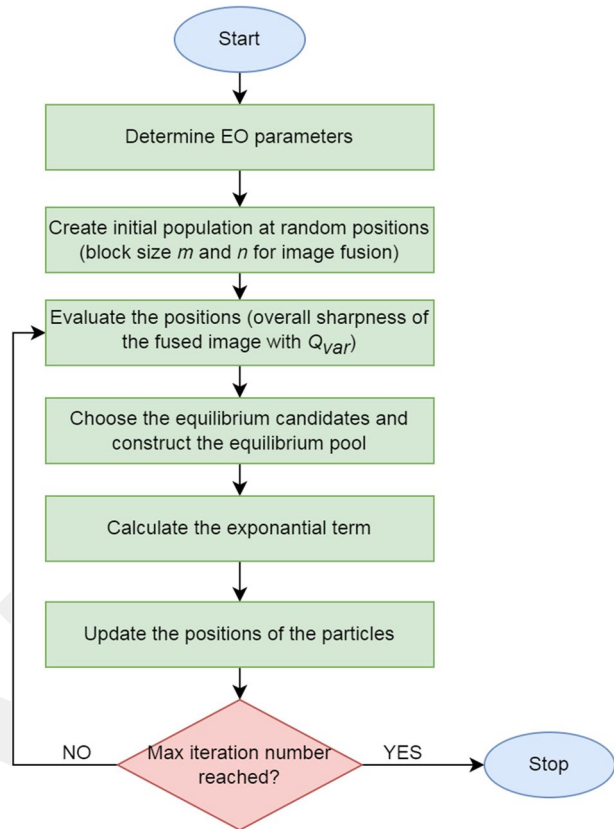 Start
Determine EO parameters
Create initial population at random positions
(block size m and n for image fusion)
Evaluate the positions (overall sharpness of
the fused image with Qvar)
Choose the equilibrium candidates and
construct the equilibrium pool
Calculate the exponantial term
Update the positions of the particles
Max iteration number
reached?
NO
YES
Stop